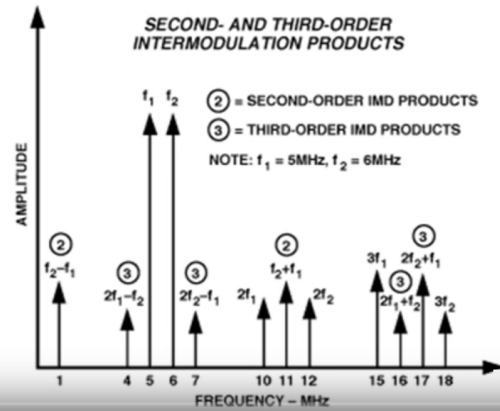 SECOND- AND THIRD-ORDER
INTERMODULATION PRODUCTS
f₁ f₂
② = SECOND-ORDER IMD PRODUCTS
③ = THIRD-ORDER IMD PRODUCTS
NOTE: f₁ = 5MHz, f₂ = 6MHz
AMPLITUDE
②
f₂–f₁
③
2f₁–f₂
③
2f₂–f₁
2f₁
②
f₂+f₁
2f₂
3f₁
③
2f₁+f₂
③
2f₂+f₁
3f₂
1 4 5 6 7 10 11 12 15 16 17 18
FREQUENCY – MHz